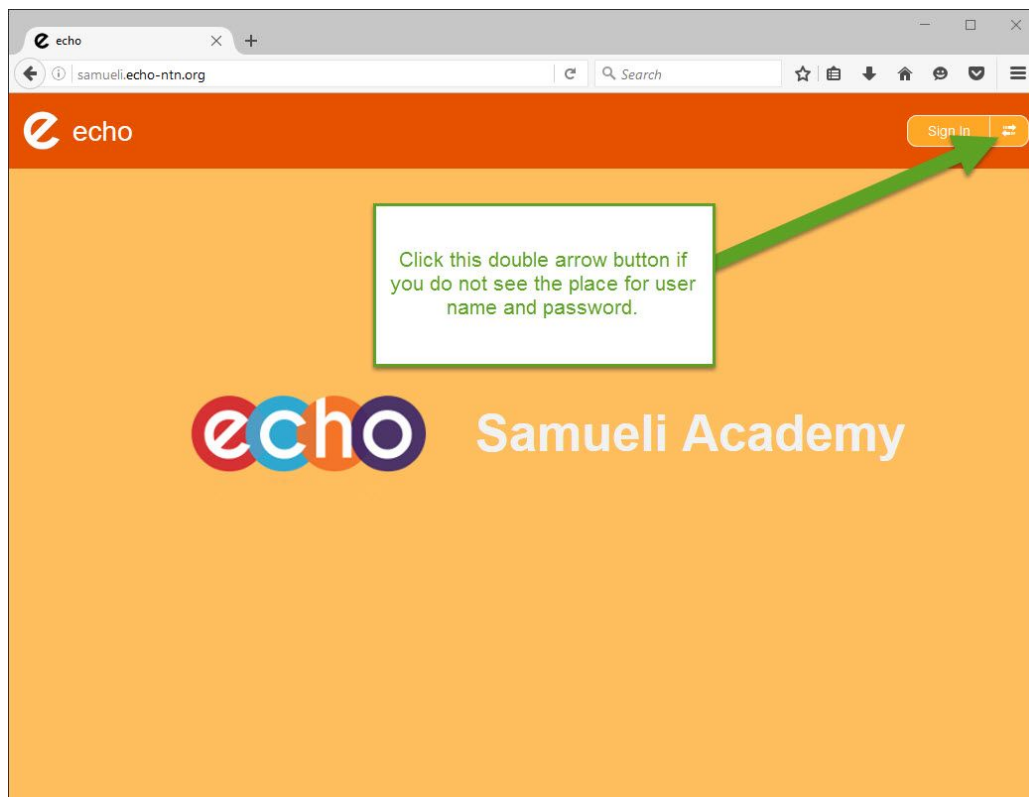 echo
samueli.echo-ntn.org
Search
echo
Sign In
Click this double arrow button if
you do not see the place for user
name and password.
echo Samueli Academy